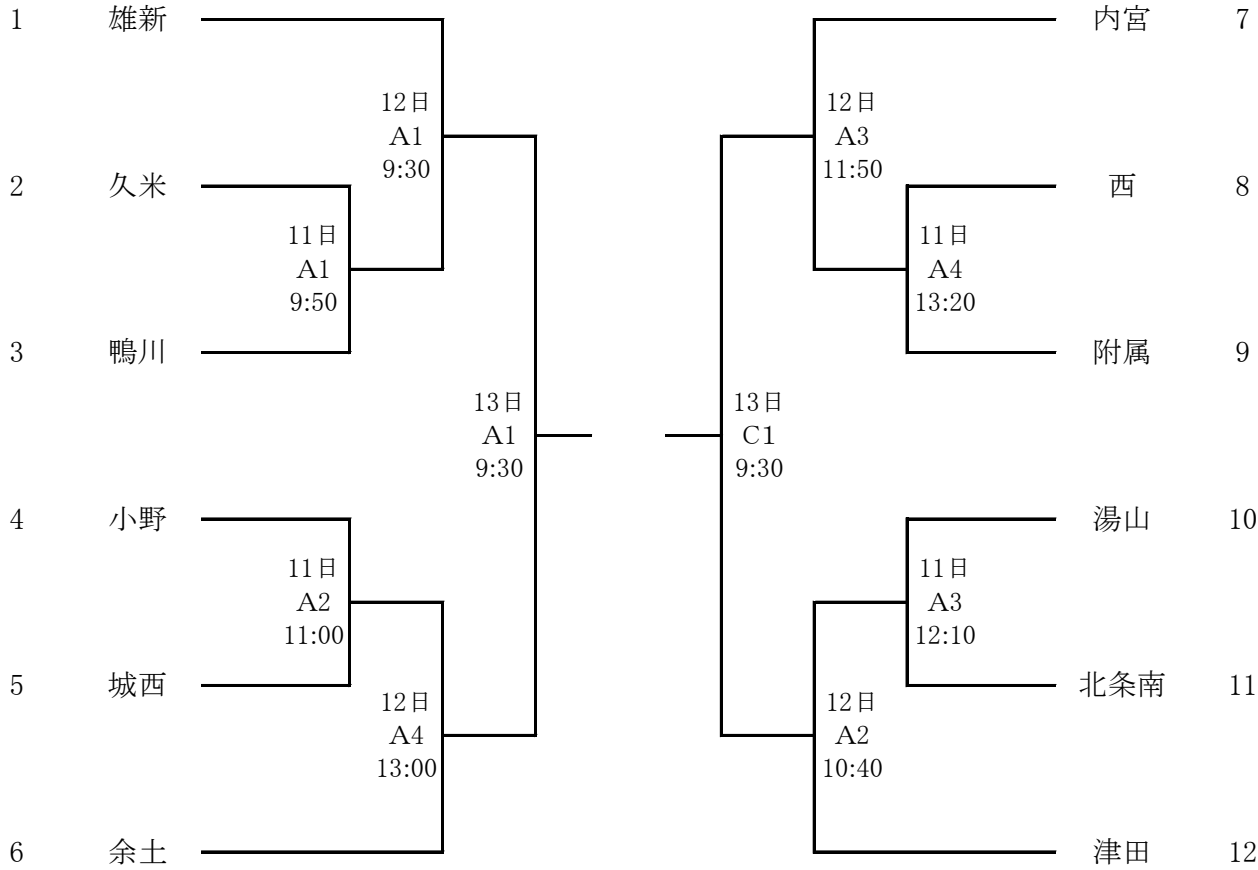 1 雄新 内宮 7
12日 12日
A1 A3
9:30 11:50
2 久米 西 8
11日 11日
A1 A4
9:50 13:20
3 鴨川 附属 9
13日 13日
A1 C1
9:30 9:30
4 小野 湯山 10
11日 11日
A2 A3
11:00 12:10
5 城西 北条南 11
12日 12日
A4 A2
13:00 10:40
6 余土 津田 12